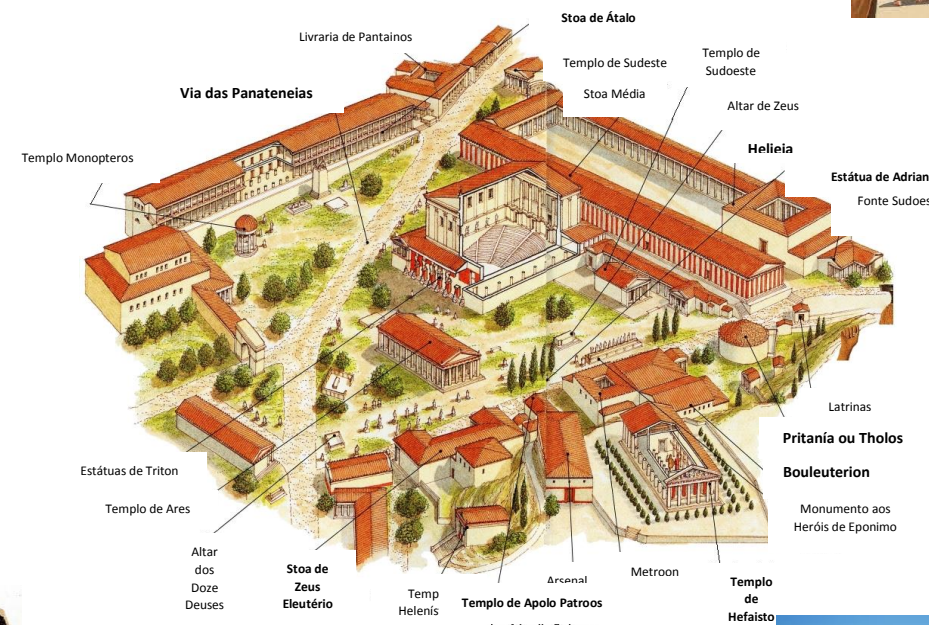 Stoa de Átalo
Livraria de Pantainos
Templo de Sudeste
Templo de
Sudoeste
Stoa Média
Via das Panateneias
Altar de Zeus
Helieia
Templo Monopteros
Estátua de Adrian
Fonte Sudoes
Latrinas
Pritanía ou Tholos
Bouleuterion
Monumento aos
Heróis de Eponimo
Estátuas de Triton
Templo de Ares
Altar
dos
Doze
Deuses
Stoa de
Zeus
Eleutério
Temp
Helenís
Arsenal
Templo de Apolo Patroos
Metroon
Templo
de
Hefaisto